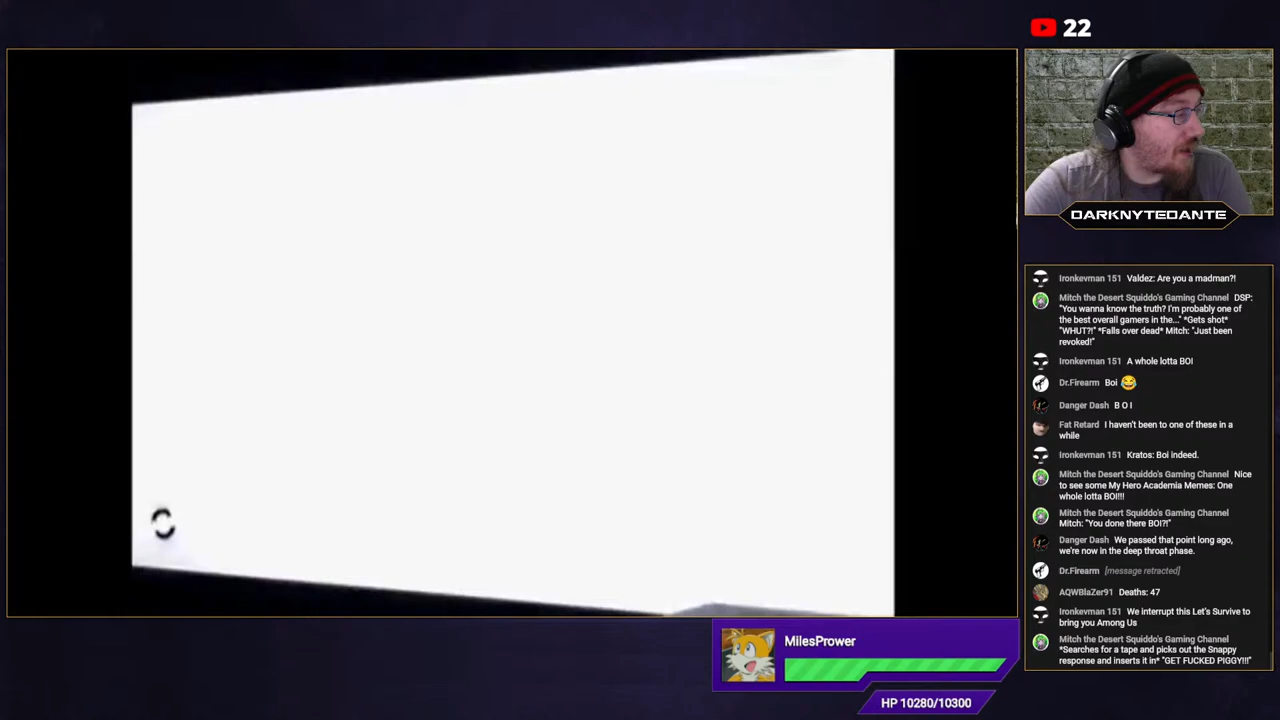 22
DARKNYTEDANTE
Ironkevman 151 Valdez: Are you a madman?!
Mitch the Desert Squiddo's Gaming Channel DSP:
"You wanna know the truth? I'm probably one of
the best overall gamers in the..." *Gets shot*
"WHUT?!" *Falls over dead* Mitch: "Just been
revoked!"
Ironkevman 151 A whole lotta BOI
Dr.Firearm Boi 😂
Danger Dash B O I
Fat Retard I haven't been to one of these in a
while
Ironkevman 151 Kratos: Boi indeed.
Mitch the Desert Squiddo's Gaming Channel Nice
to see some My Hero Academia Memes: One
whole lotta BOI!!!
Mitch the Desert Squiddo's Gaming Channel
Mitch: "You done there BOI?!"
Danger Dash We passed that point long ago,
we're now in the deep throat phase.
Dr.Firearm [message retracted]
AQWBlaZer91 Deaths: 47
Ironkevman 151 We interrupt this Let's Survive to
bring you Among Us
Mitch the Desert Squiddo's Gaming Channel
*Searches for a tape and picks out the Snappy
response and inserts it in* "GET FUCKED PIGGY!!!"
MilesPrower
HP 10280/10300